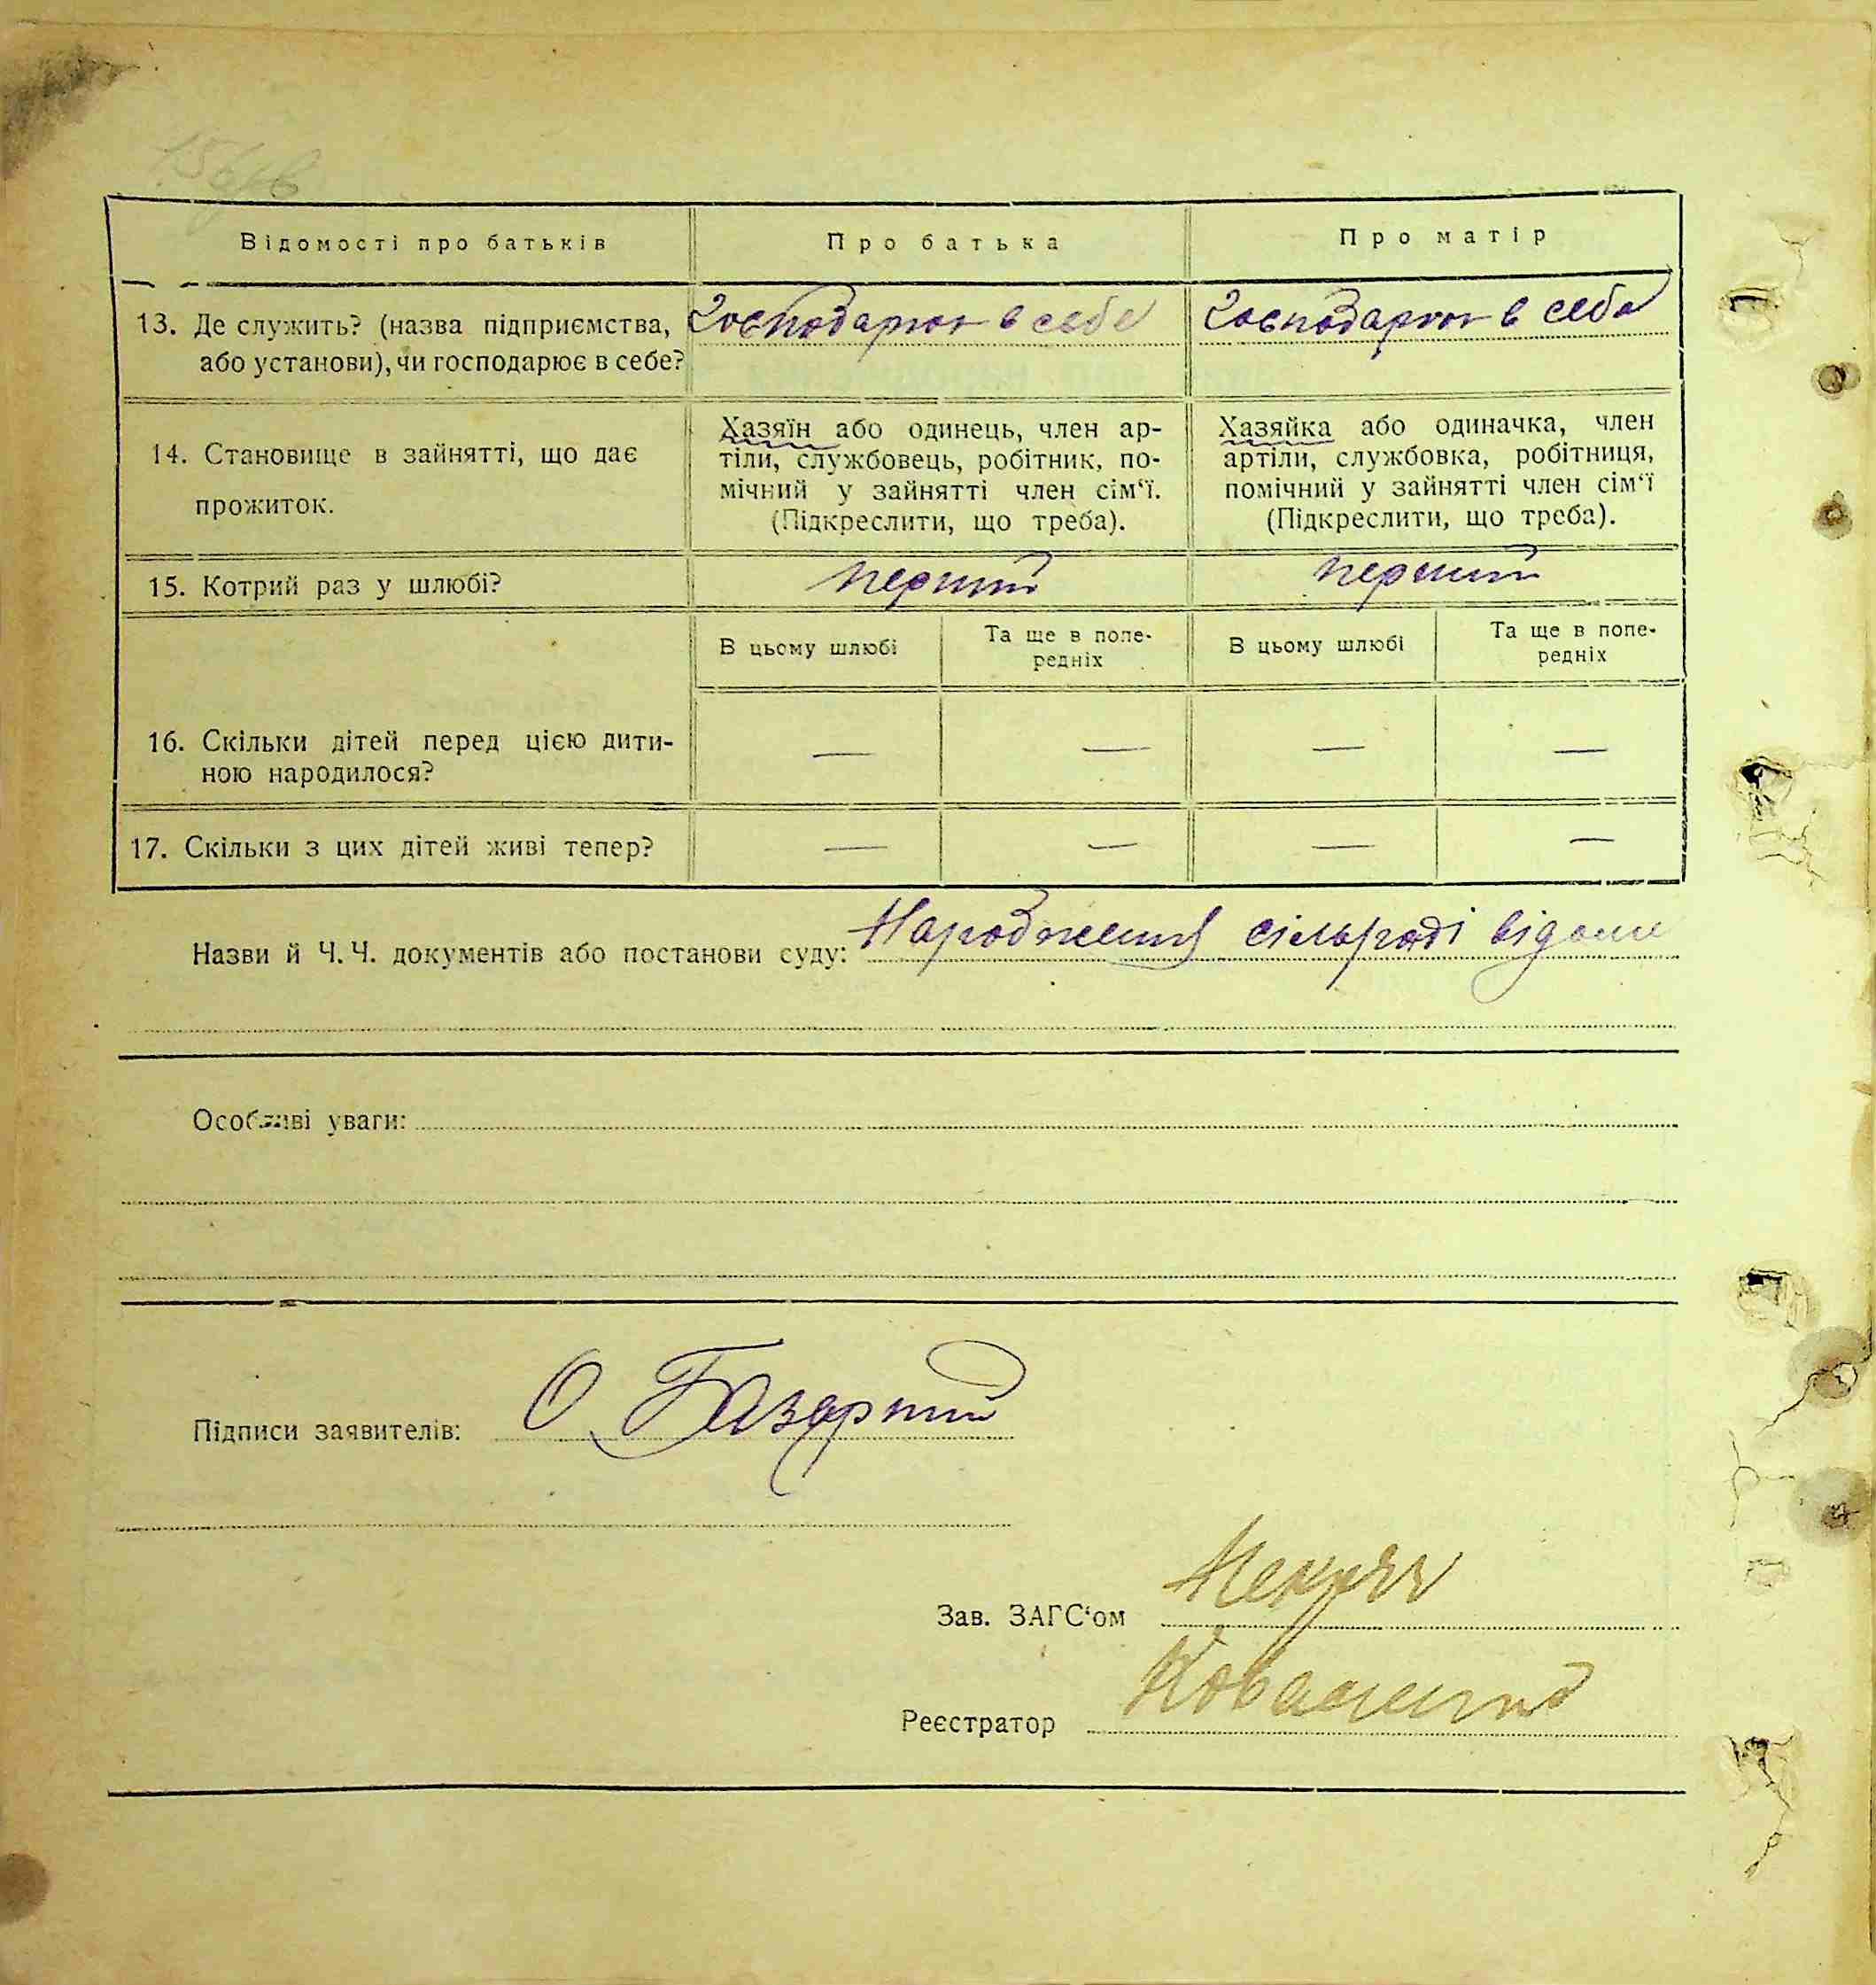 Відомості про батьків
Про батька
Про матір
13. Де служить? (назва підприємства,
або установи), чи господарює в себе?
Господарює в себе
Господарює в себе
14. Становище в зайнятті, що дає
прожиток.
Хазяїн або одинець, член ар-
тіли, службовець, робітник, по-
мічний у зайнятті член сім‘ї.
(Підкреслити, що треба).
Хазяйка або одиначка, член
артіли, службовка, робітниця,
помічний у зайнятті член сім‘ї
(Підкреслити, що треба).
15. Котрий раз у шлюбі?
перший
перший
В цьому шлюбі
Та ще в попе-
редніх
В цьому шлюбі
Та ще в попе-
редніх
16. Скільки дітей перед цією дити-
ною народилося?
— — — —
17. Скільки з цих дітей живі тепер?
— — — —
Назви й Ч.Ч. документів або постанови суду: Народження сільраді відоме
Особливі уваги:
Підписи заявителів: О Базарний
Зав. ЗАГС‘ом
Реєстратор